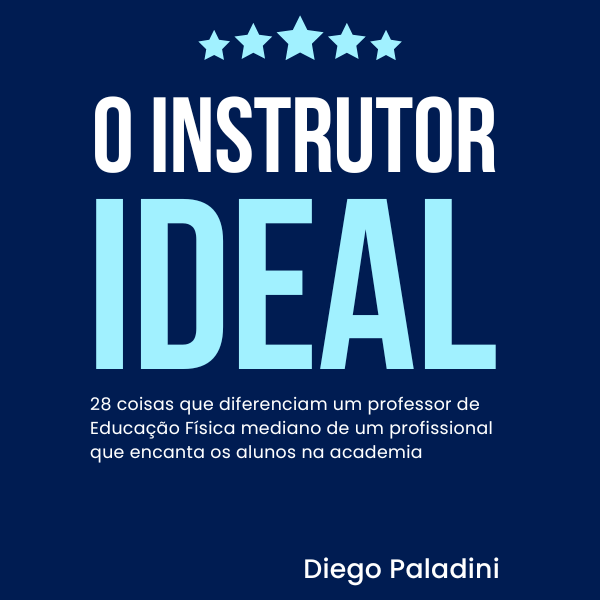 O INSTRUTOR
IDEAL
28 coisas que diferenciam um professor de
Educação Física mediano de um profissional
que encanta os alunos na academia
Diego Paladini